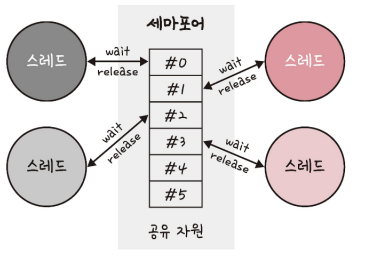 세마포어
스레드
wait
release
#0
#1
#2
#3
#4
#5
wait
release
스레드
스레드
wait
release
wait
release
스레드
공유 자원